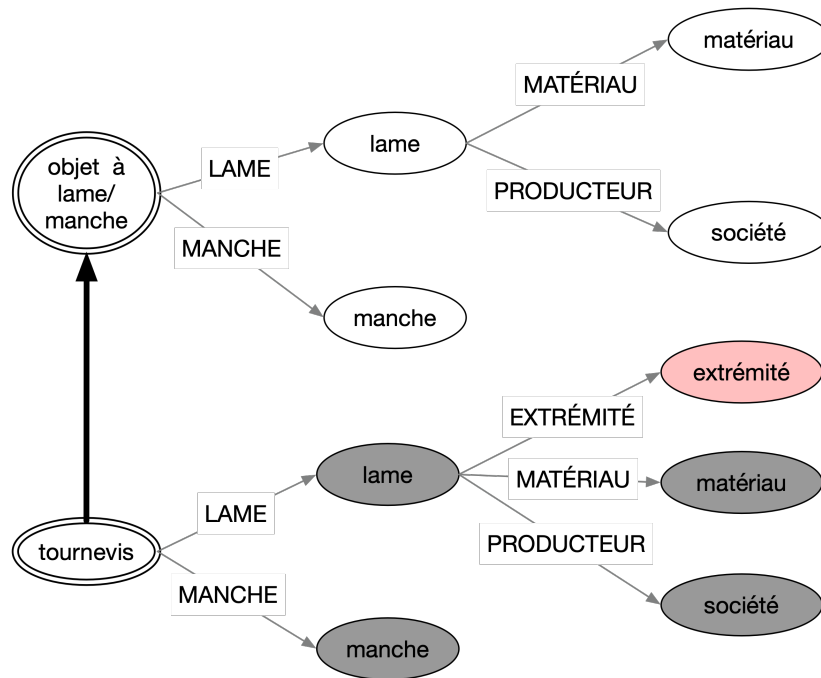 matériau
MATÉRIAU
objet à
lame/
manche
LAME
lame
PRODUCTEUR
société
MANCHE
manche
extrémité
EXTRÉMITÉ
lame
MATÉRIAU
matériau
LAME
tournevis
PRODUCTEUR
société
MANCHE
manche